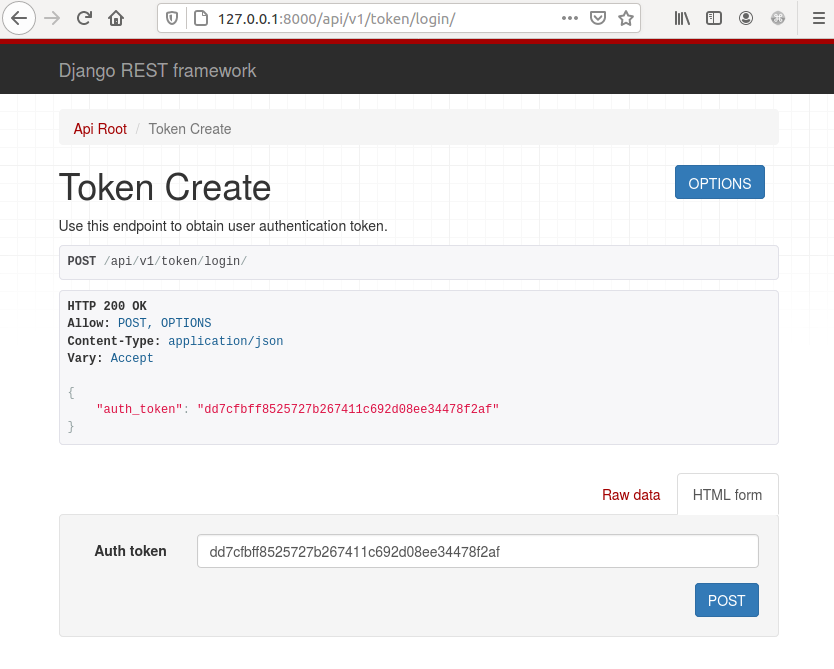 127.0.0.1:8000/api/v1/token/login/
Django REST framework
Api Root / Token Create
Token Create
OPTIONS
Use this endpoint to obtain user authentication token.
POST /api/v1/token/login/
HTTP 200 OK
Allow: POST, OPTIONS
Content-Type: application/json
Vary: Accept
{
    "auth_token": "dd7cfbff8525727b267411c692d08ee34478f2af"
}
Raw data HTML form
Auth token dd7cfbff8525727b267411c692d08ee34478f2af
POST